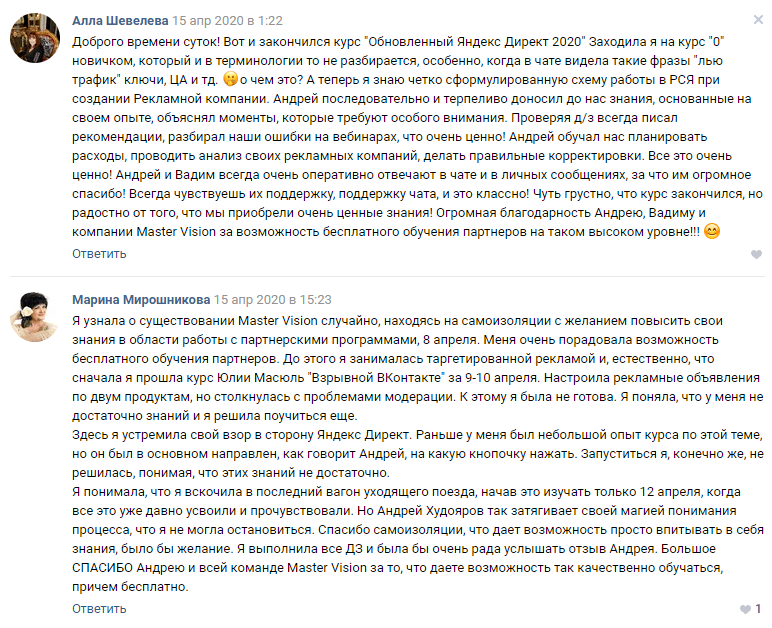 Алла Шевелева 15 апр 2020 в 1:22
Доброго времени суток! Вот и закончился курс "Обновленный Яндекс Директ 2020" Заходила я на курс "0"
новичком, который и в терминологии то не разбирается, особенно, когда в чате видела такие фразы "лью
трафик" ключи, ЦА и тд. 🤭о чем это? А теперь я знаю четко сформулированную схему работы в РСЯ при
создании Рекламной компании. Андрей последовательно и терпеливо доносил до нас знания, основанные на
своем опыте, объяснял моменты, которые требуют особого внимания. Проверяя д/з всегда писал
рекомендации, разбирал наши ошибки на вебинарах, что очень ценно! Андрей обучал нас планировать
расходы, проводить анализ своих рекламных компаний, делать правильные корректировки. Все это очень
ценно! Андрей и Вадим всегда очень оперативно отвечают в чате и в личных сообщениях, за что им огромное
спасибо! Всегда чувствуешь их поддержку, поддержку чата, и это классно! Чуть грустно, что курс закончился, но
радостно от того, что мы приобрели очень ценные знания! Огромная благодарность Андрею, Вадиму и
компании Master Vision за возможность бесплатного обучения партнеров на таком высоком уровне!!! 😊
Ответить
Марина Мирошникова 15 апр 2020 в 15:23
Я узнала о существовании Master Vision случайно, находясь на самоизоляции с желанием повысить свои
знания в области работы с партнерскими программами, 8 апреля. Меня очень порадовала возможность
бесплатного обучения партнеров. До этого я занималась таргетированной рекламой и, естественно, что
сначала я прошла курс Юлии Масюль "Взрывной ВКонтакте" за 9-10 апреля. Настроила рекламные объявления
по двум продуктам, но столкнулась с проблемами модерации. К этому я была не готова. Я поняла, что у меня не
достаточно знаний и я решила поучиться еще.
Здесь я устремила свой взор в сторону Яндекс Директ. Раньше у меня был небольшой опыт курса по этой теме,
но он был в основном направлен, как говорит Андрей, на какую кнопочку нажать. Запуститься я, конечно же, не
решилась, понимая, что этих знаний не достаточно.
Я понимала, что я вскочила в последний вагон уходящего поезда, начав это изучать только 12 апреля, когда
все это уже давно усвоили и прочувствовали. Но Андрей Худояров так затягивает своей магией понимания
процесса, что я не могла остановиться. Спасибо самоизоляции, что дает возможность просто впитывать в себя
знания, было бы желание. Я выполнила все ДЗ и была бы очень рада услышать отзыв Андрея. Большое
СПАСИБО Андрею и всей команде Master Vision за то, что даете возможность так качественно обучаться,
причем бесплатно.
Ответить
1